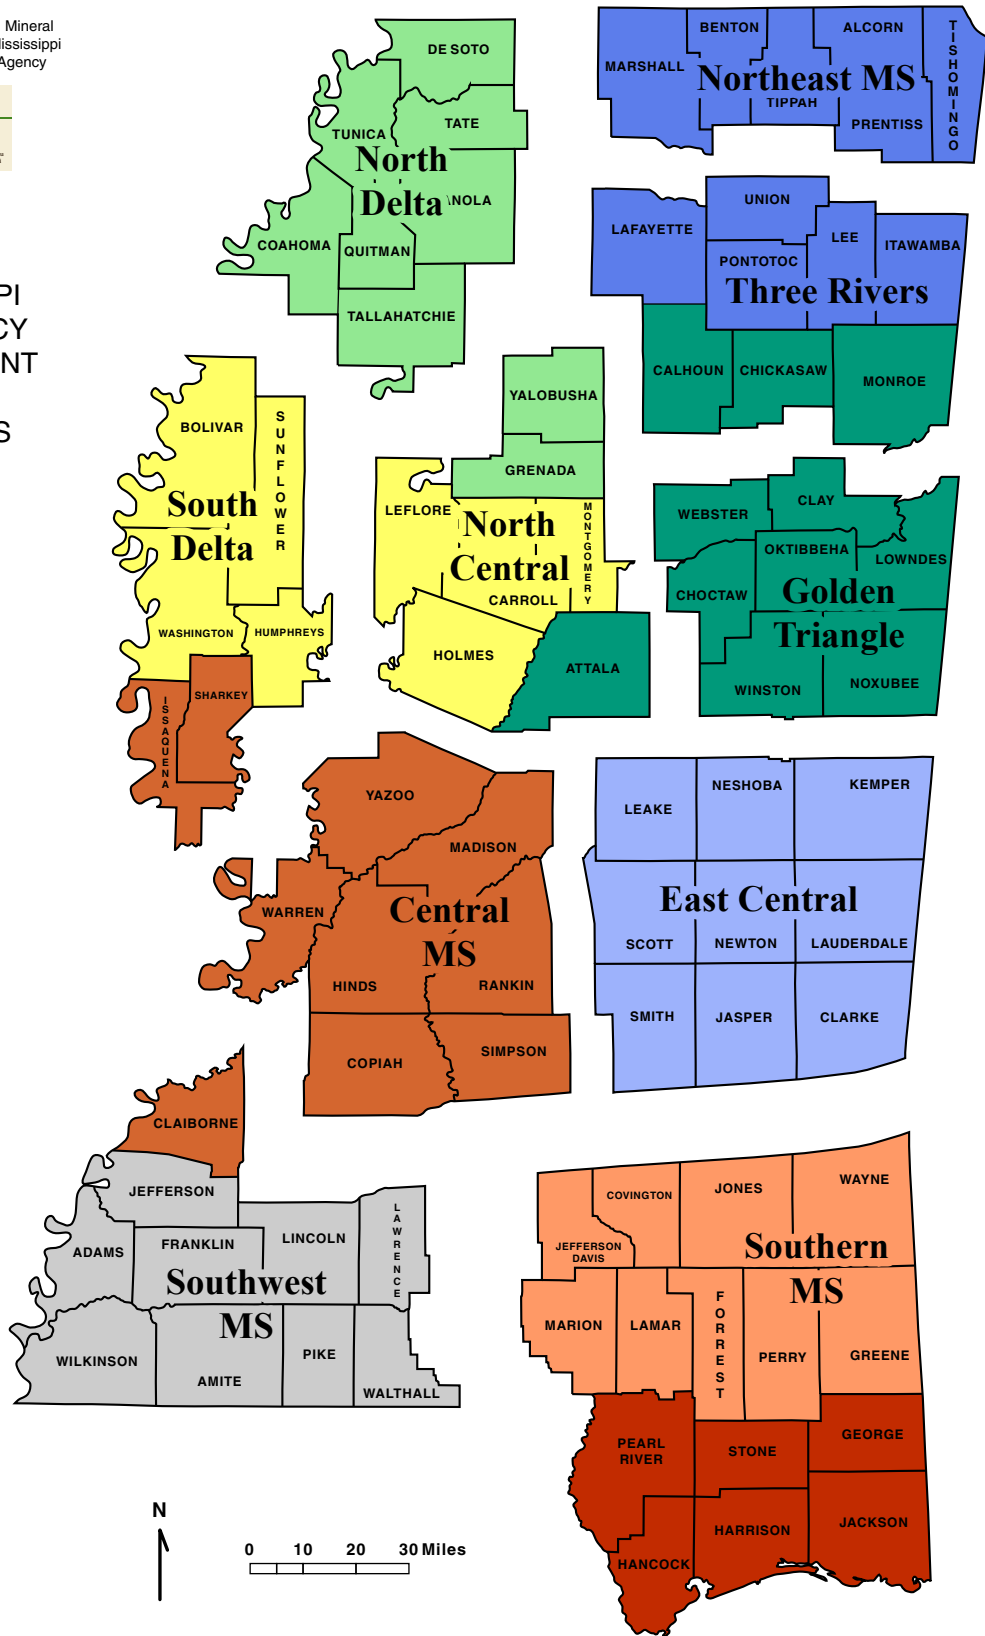 Mineral
ississippi
Agency
PI
CY
NT
S
DE SOTO
TUNICA
TATE
North
Delta
NOLA
COAHOMA
QUITMAN
TALLAHATCHIE
BENTON
ALCORN
TISHOMINGO
MARSHALL
Northeast MS
TIPPAH
PRENTISS
UNION
LAFAYETTE
LEE
ITAWAMBA
PONTOTOC
Three Rivers
CALHOUN
CHICKASAW
MONROE
BOLIVAR
SUNFLOWER
South
Delta
WASHINGTON
HUMPHREYS
SHARKEY
ISSAQUENA
YALOBUSHA
GRENADA
LEFLORE
North
Central
MONTGOMERY
CARROLL
HOLMES
ATTALA
WEBSTER
CLAY
OKTIBBEHA
LOWNDES
CHOCTAW
Golden
Triangle
WINSTON
NOXUBEE
YAZOO
MADISON
WARREN
Central
MS
HINDS
RANKIN
COPIAH
SIMPSON
LEAKE
NESHOBA
KEMPER
East Central
SCOTT
NEWTON
LAUDERDALE
SMITH
JASPER
CLARKE
CLAIBORNE
JEFFERSON
ADAMS
FRANKLIN
LINCOLN
LAWRENCE
Southwest
MS
WILKINSON
AMITE
PIKE
WALTHALL
COVINGTON
JONES
WAYNE
JEFFERSON
DAVIS
Southern
MS
MARION
LAMAR
FORREST
PERRY
GREENE
PEARL
RIVER
STONE
GEORGE
HARRISON
JACKSON
HANCOCK
N
0 10 20 30 Miles